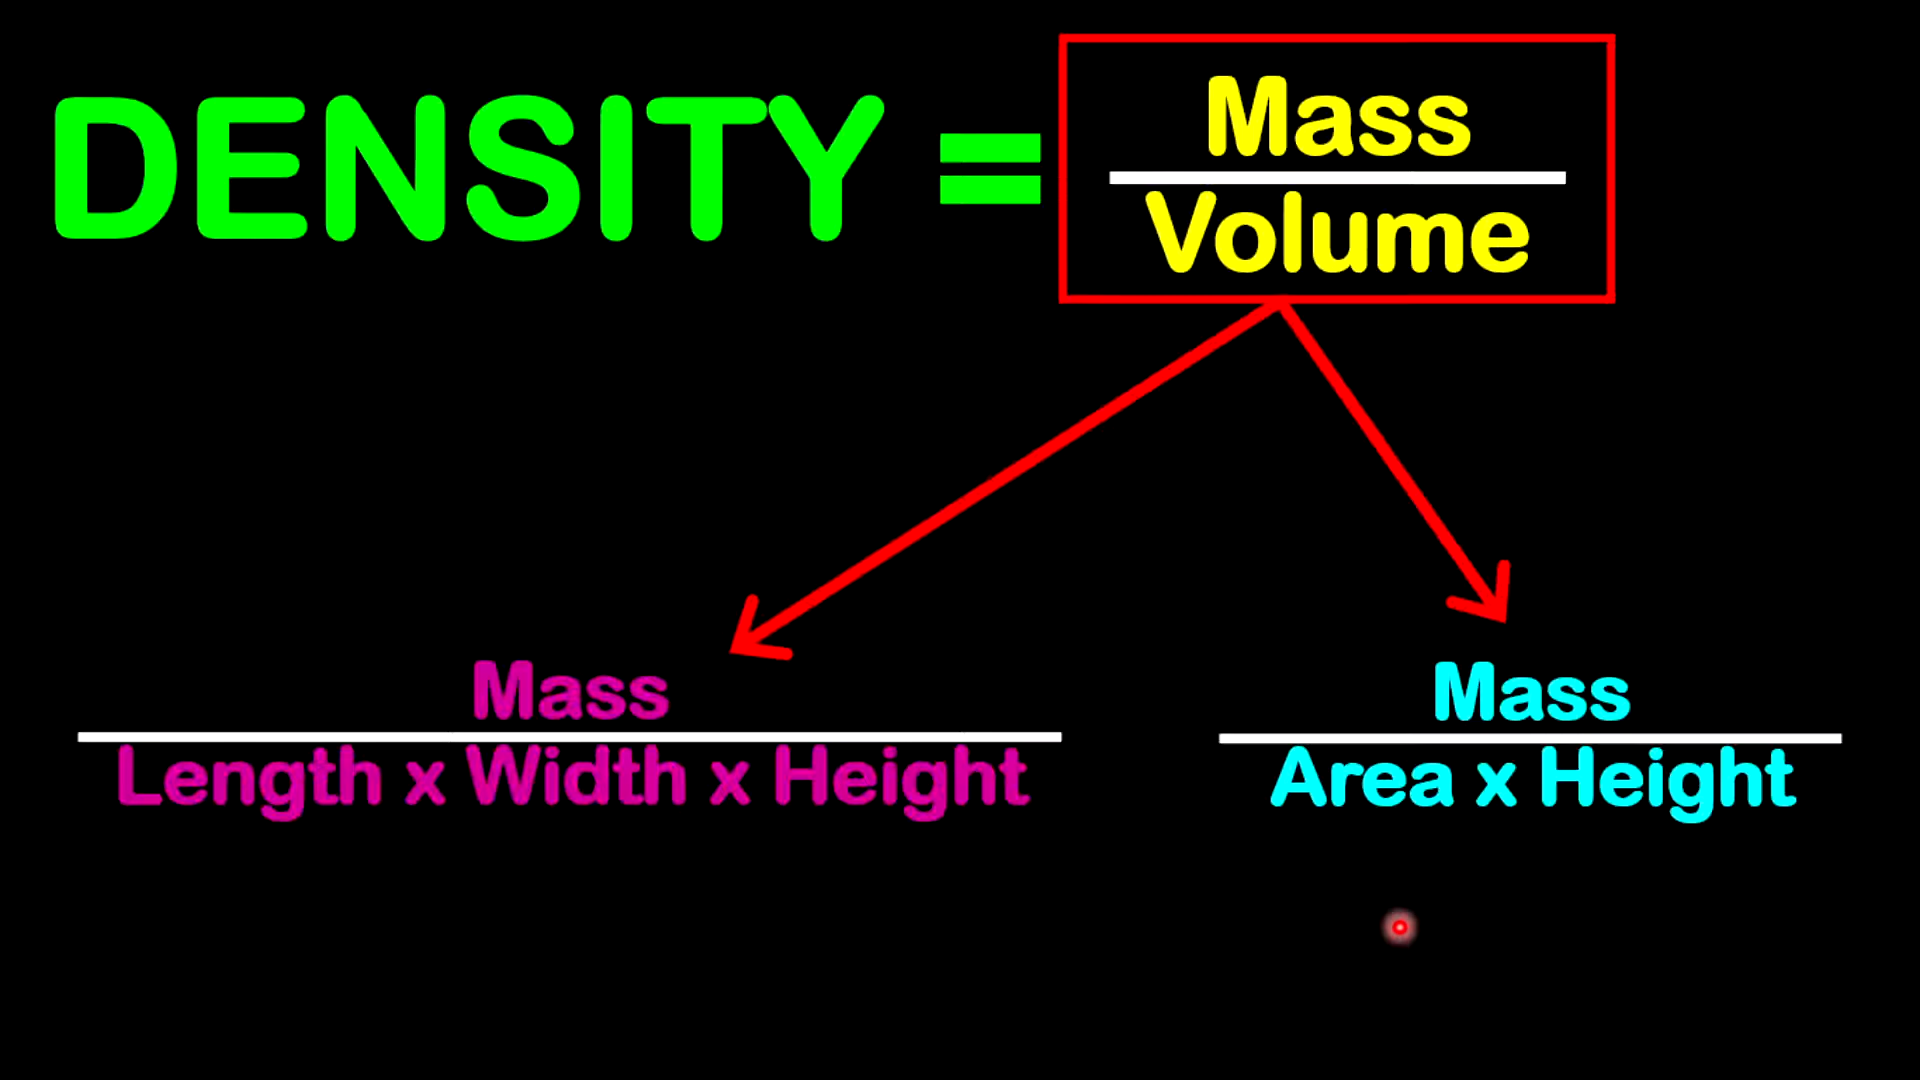 DENSITY = Mass
Volume
Mass
Length x Width x Height
Mass
Area x Height